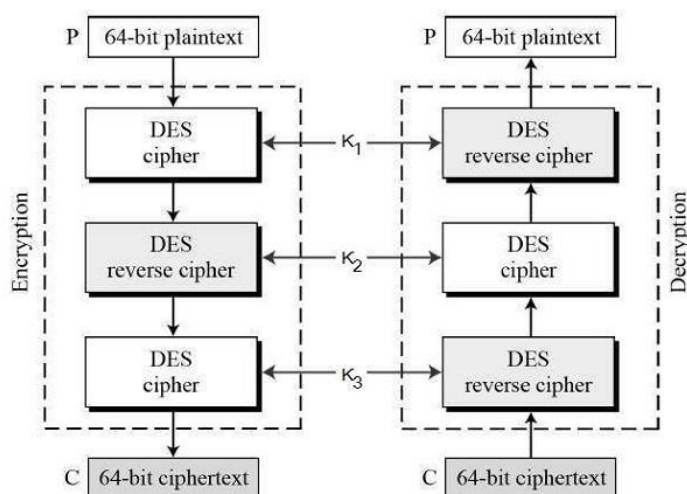 P 64-bit plaintext
P 64-bit plaintext
Encryption
DES
cipher
K1
DES
reverse cipher
DES
reverse cipher
K2
DES
cipher
DES
cipher
K3
DES
reverse cipher
Decryption
C 64-bit ciphertext
C 64-bit ciphertext